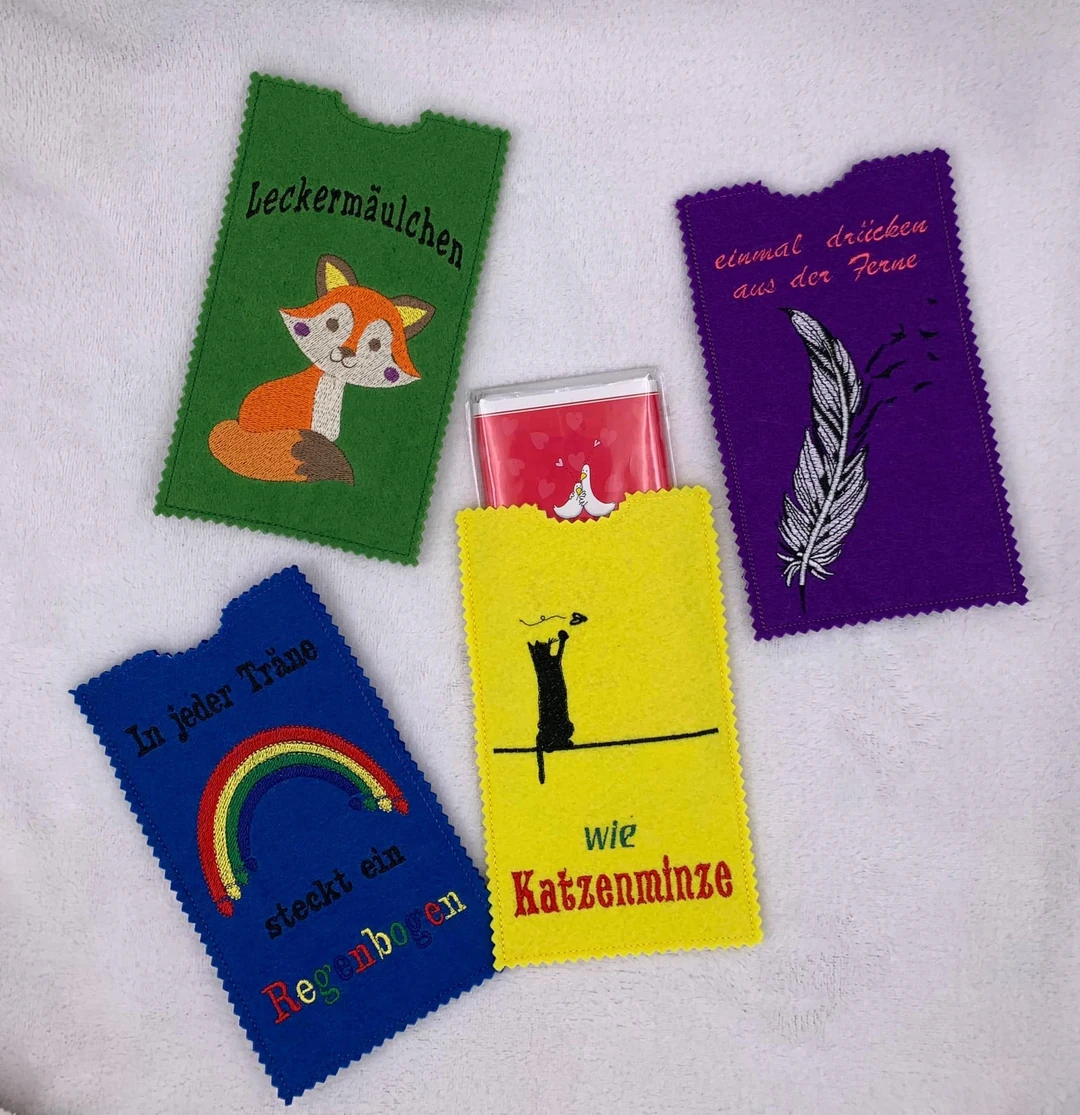 Leckermäulchen
einmal drücken
aus der Ferne
In jeder Träne
steckt ein
Regenbogen
wie
Katzenminze